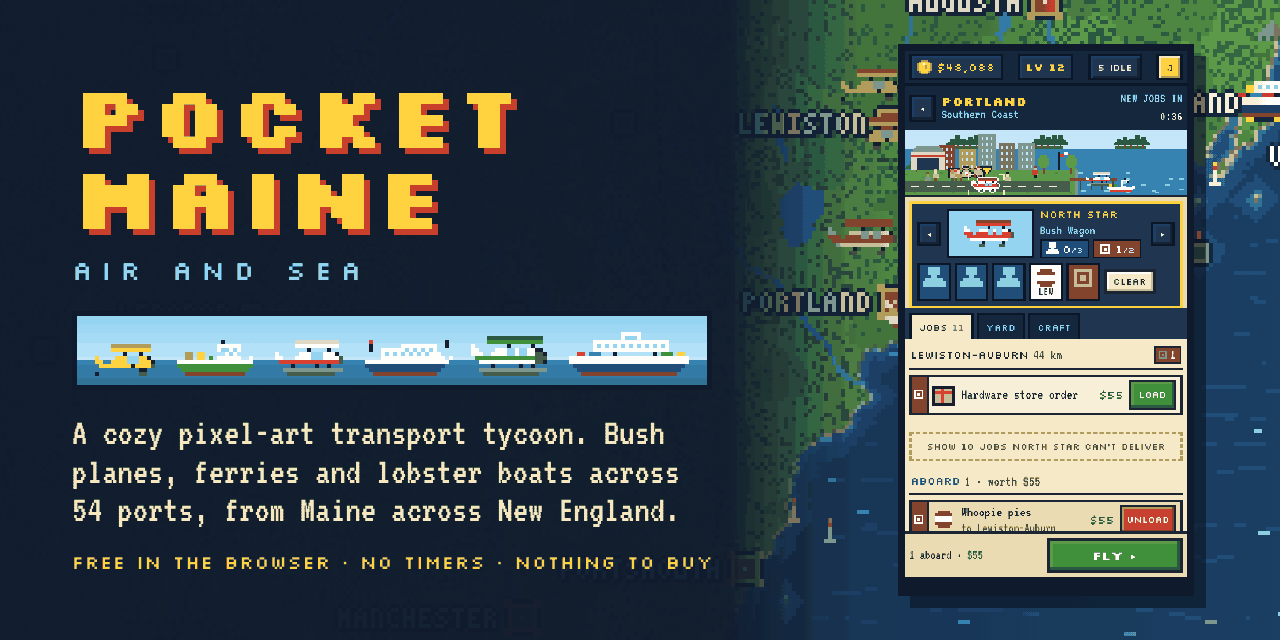 POCKET
MAINE
AIR AND SEA
A cozy pixel-art transport tycoon. Bush
planes, ferries and lobster boats across
54 ports, from Maine across New England.
FREE IN THE BROWSER · NO TIMERS · NOTHING TO BUY
AUGUSTA
LEWISTON
PORTLAND
MANCHESTER
$48,088
LV 12
5 IDLE
♫
PORTLAND
Southern Coast
NEW JOBS IN
0:36
NORTH STAR
Bush Wagon
0/3
1/2
LEW
CLEAR
JOBS 11
YARD
CRAFT
LEWISTON-AUBURN 44 km
1
Hardware store order
$55
LOAD
SHOW 10 JOBS NORTH STAR CAN'T DELIVER
ABOARD 1 · worth $55
Whoopie pies
to Lewiston-Auburn
$55
UNLOAD
1 aboard · $55
FLY ▸